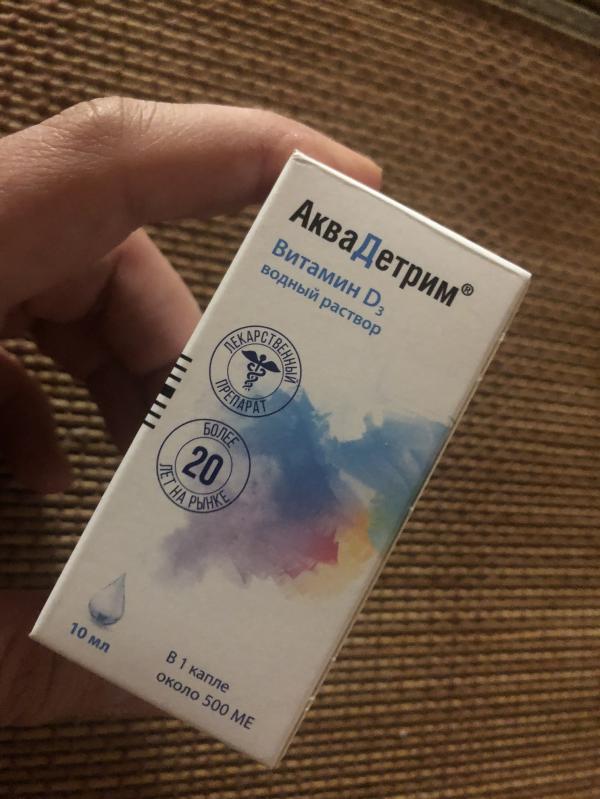 АкваДетрим®
Витамин D₃
водный раствор
ЛЕКАРСТВЕННЫЙ
ПРЕПАРАТ
БОЛЕЕ
20
ЛЕТ НА РЫНКЕ
10 мл
В 1 капле
около 500 МЕ